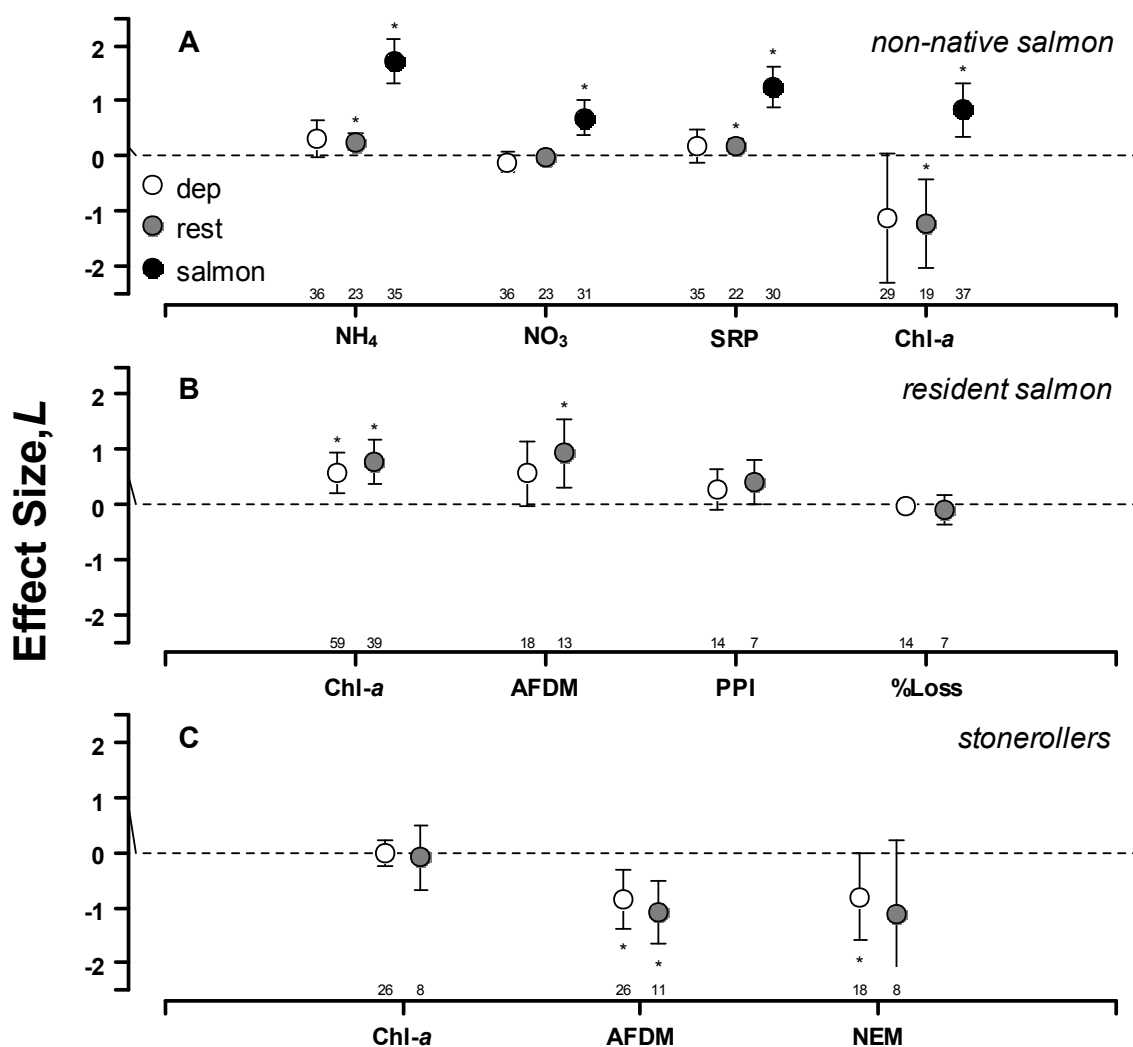 Effect Size, L
A
non-native salmon
2
1
0
-1
-2
dep
rest
salmon
* * * * * * * *
36 23 35 36 23 31 35 22 30 29 19 37
NH4 NO3 SRP Chl-a
B
resident salmon
2
1
0
-1
-2
* * *
59 39 18 13 14 7 14 7
Chl-a AFDM PPI %Loss
C
stonerollers
2
1
0
-1
-2
* * *
26 8 26 11 18 8
Chl-a AFDM NEM